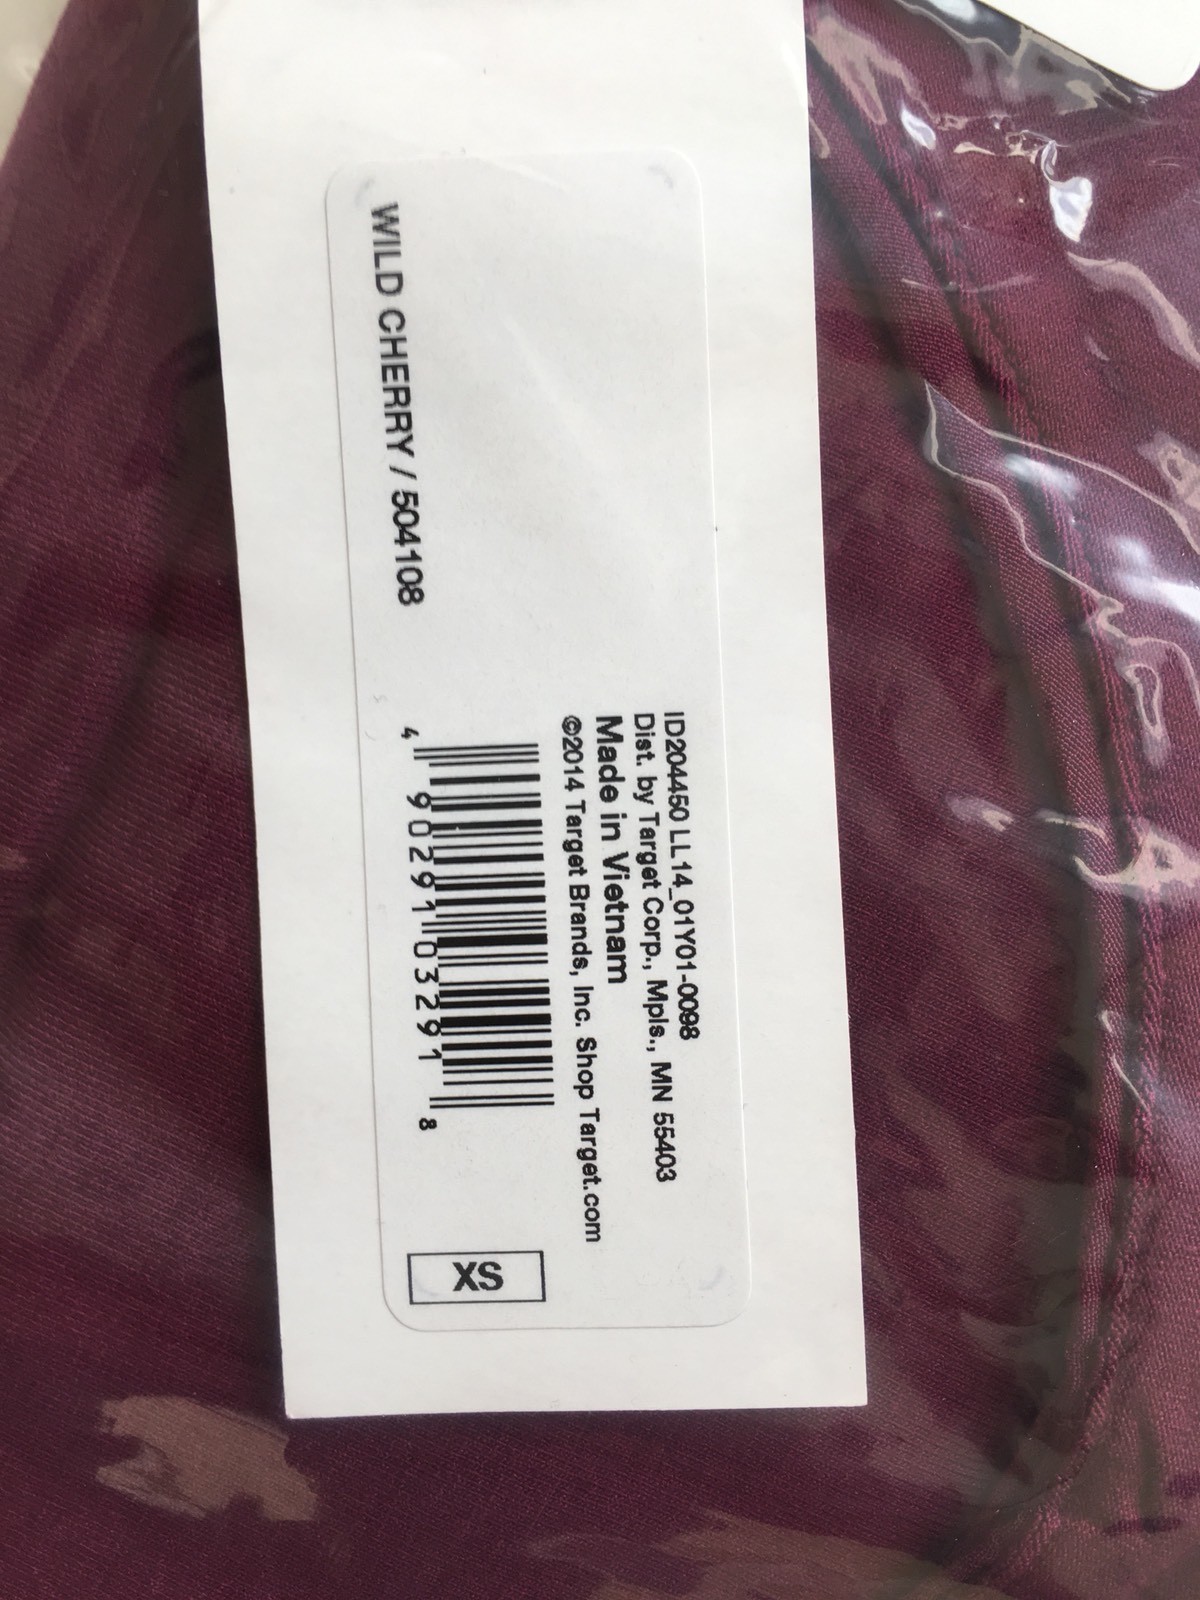 ID204450 LL14_01Y01-0098
Dist. by Target Corp., Mpls., MN 55403
Made in Vietnam
©2014 Target Brands, Inc. Shop Target.com
WILD CHERRY / 504108
4 90291 03291 8
XS